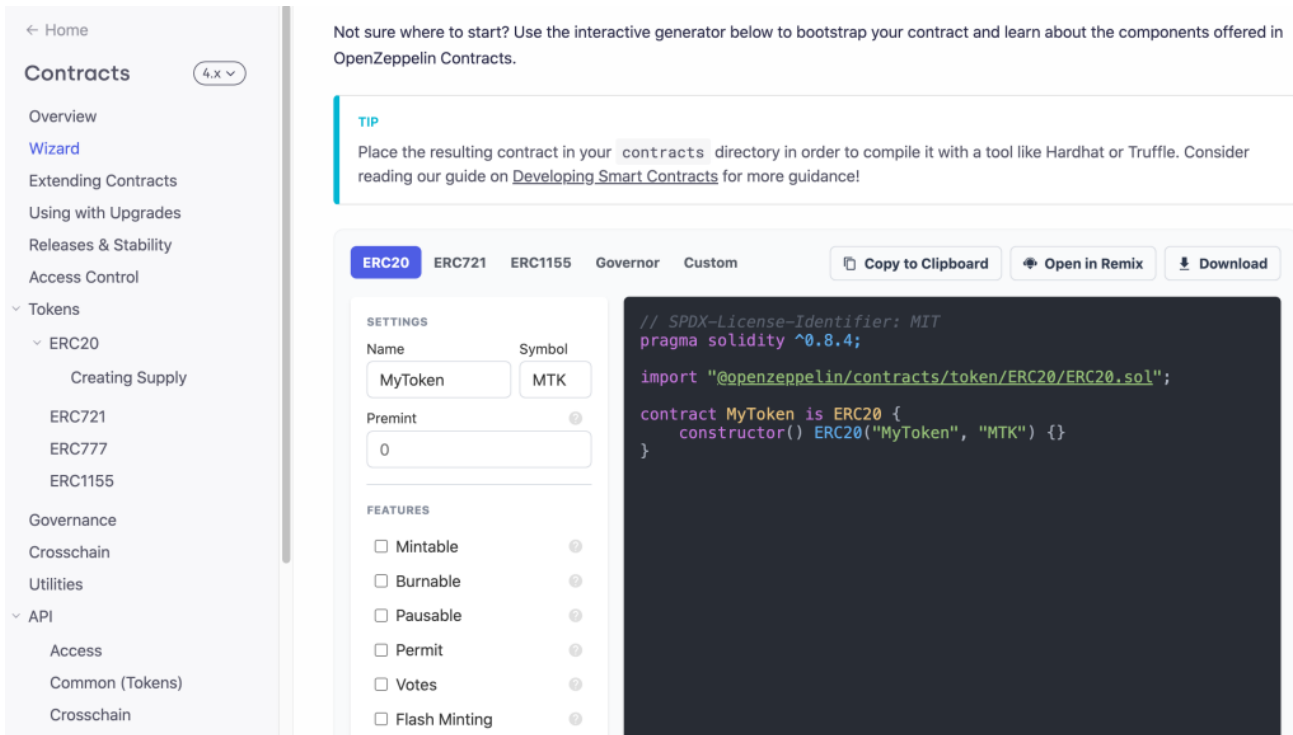 ← Home
Contracts
4.x
Overview
Wizard
Extending Contracts
Using with Upgrades
Releases & Stability
Access Control
Tokens
ERC20
Creating Supply
ERC721
ERC777
ERC1155
Governance
Crosschain
Utilities
API
Access
Common (Tokens)
Crosschain
Not sure where to start? Use the interactive generator below to bootstrap your contract and learn about the components offered in
OpenZeppelin Contracts.
TIP
Place the resulting contract in your contracts directory in order to compile it with a tool like Hardhat or Truffle. Consider
reading our guide on Developing Smart Contracts for more guidance!
ERC20 ERC721 ERC1155 Governor Custom
Copy to Clipboard Open in Remix Download
SETTINGS
Name Symbol
MyToken MTK
Premint ?
0
FEATURES
Mintable ?
Burnable ?
Pausable ?
Permit ?
Votes ?
Flash Minting ?
// SPDX-License-Identifier: MIT
pragma solidity ^0.8.4;
import "@openzeppelin/contracts/token/ERC20/ERC20.sol";
contract MyToken is ERC20 {
    constructor() ERC20("MyToken", "MTK") {}
}